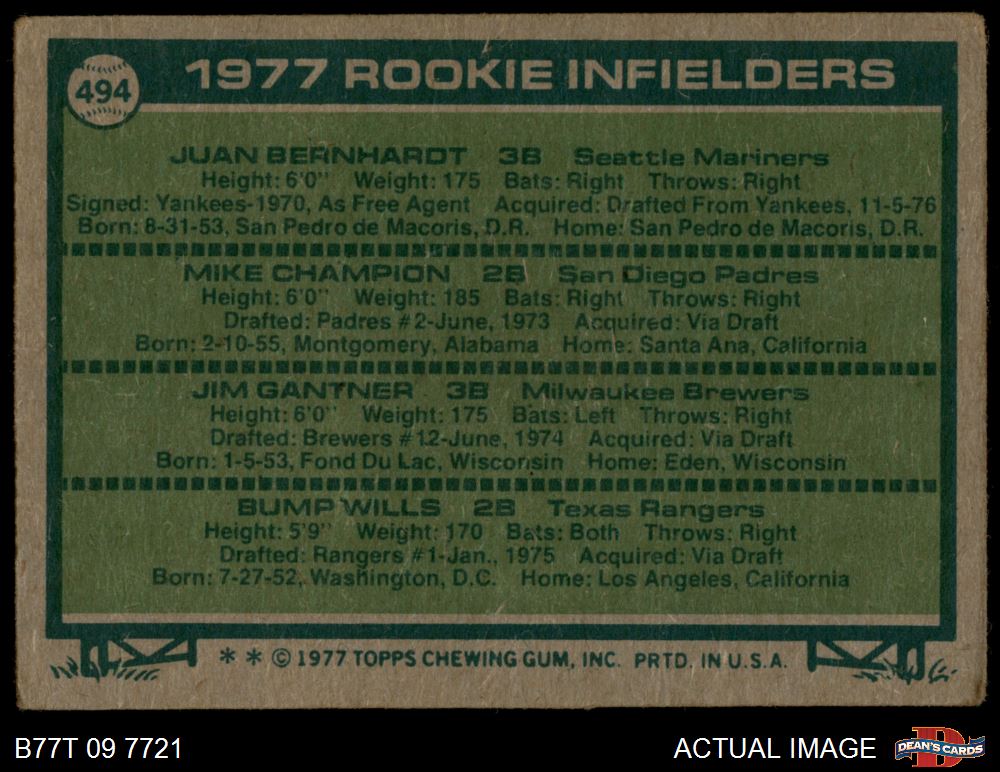 494
1977 ROOKIE INFIELDERS
JUAN BERNHARDT 3B Seattle Mariners
Height: 6'0" Weight: 175 Bats: Right Throws: Right
Signed: Yankees-1970, As Free Agent Acquired: Drafted From Yankees, 11-5-76
Born: 8-31-53, San Pedro de Macoris, D.R. Home: San Pedro de Macoris, D.R.
MIKE CHAMPION 2B San Diego Padres
Height: 6'0" Weight: 185 Bats: Right Throws: Right
Drafted: Padres #2-June, 1973 Acquired: Via Draft
Born: 2-10-55, Montgomery, Alabama Home: Santa Ana, California
JIM GANTNER 3B Milwaukee Brewers
Height: 6'0" Weight: 175 Bats: Left Throws: Right
Drafted: Brewers #12-June, 1974 Acquired: Via Draft
Born: 1-5-53, Fond Du Lac, Wisconsin Home: Eden, Wisconsin
BUMP WILLS 2B Texas Rangers
Height: 5'9" Weight: 170 Bats: Both Throws: Right
Drafted: Rangers #1-Jan., 1975 Acquired: Via Draft
Born: 7-27-52, Washington, D.C. Home: Los Angeles, California
* * © 1977 TOPPS CHEWING GUM, INC. PRTD. IN U.S.A.
B77T 09 7721 ACTUAL IMAGE DEAN'S CARDS